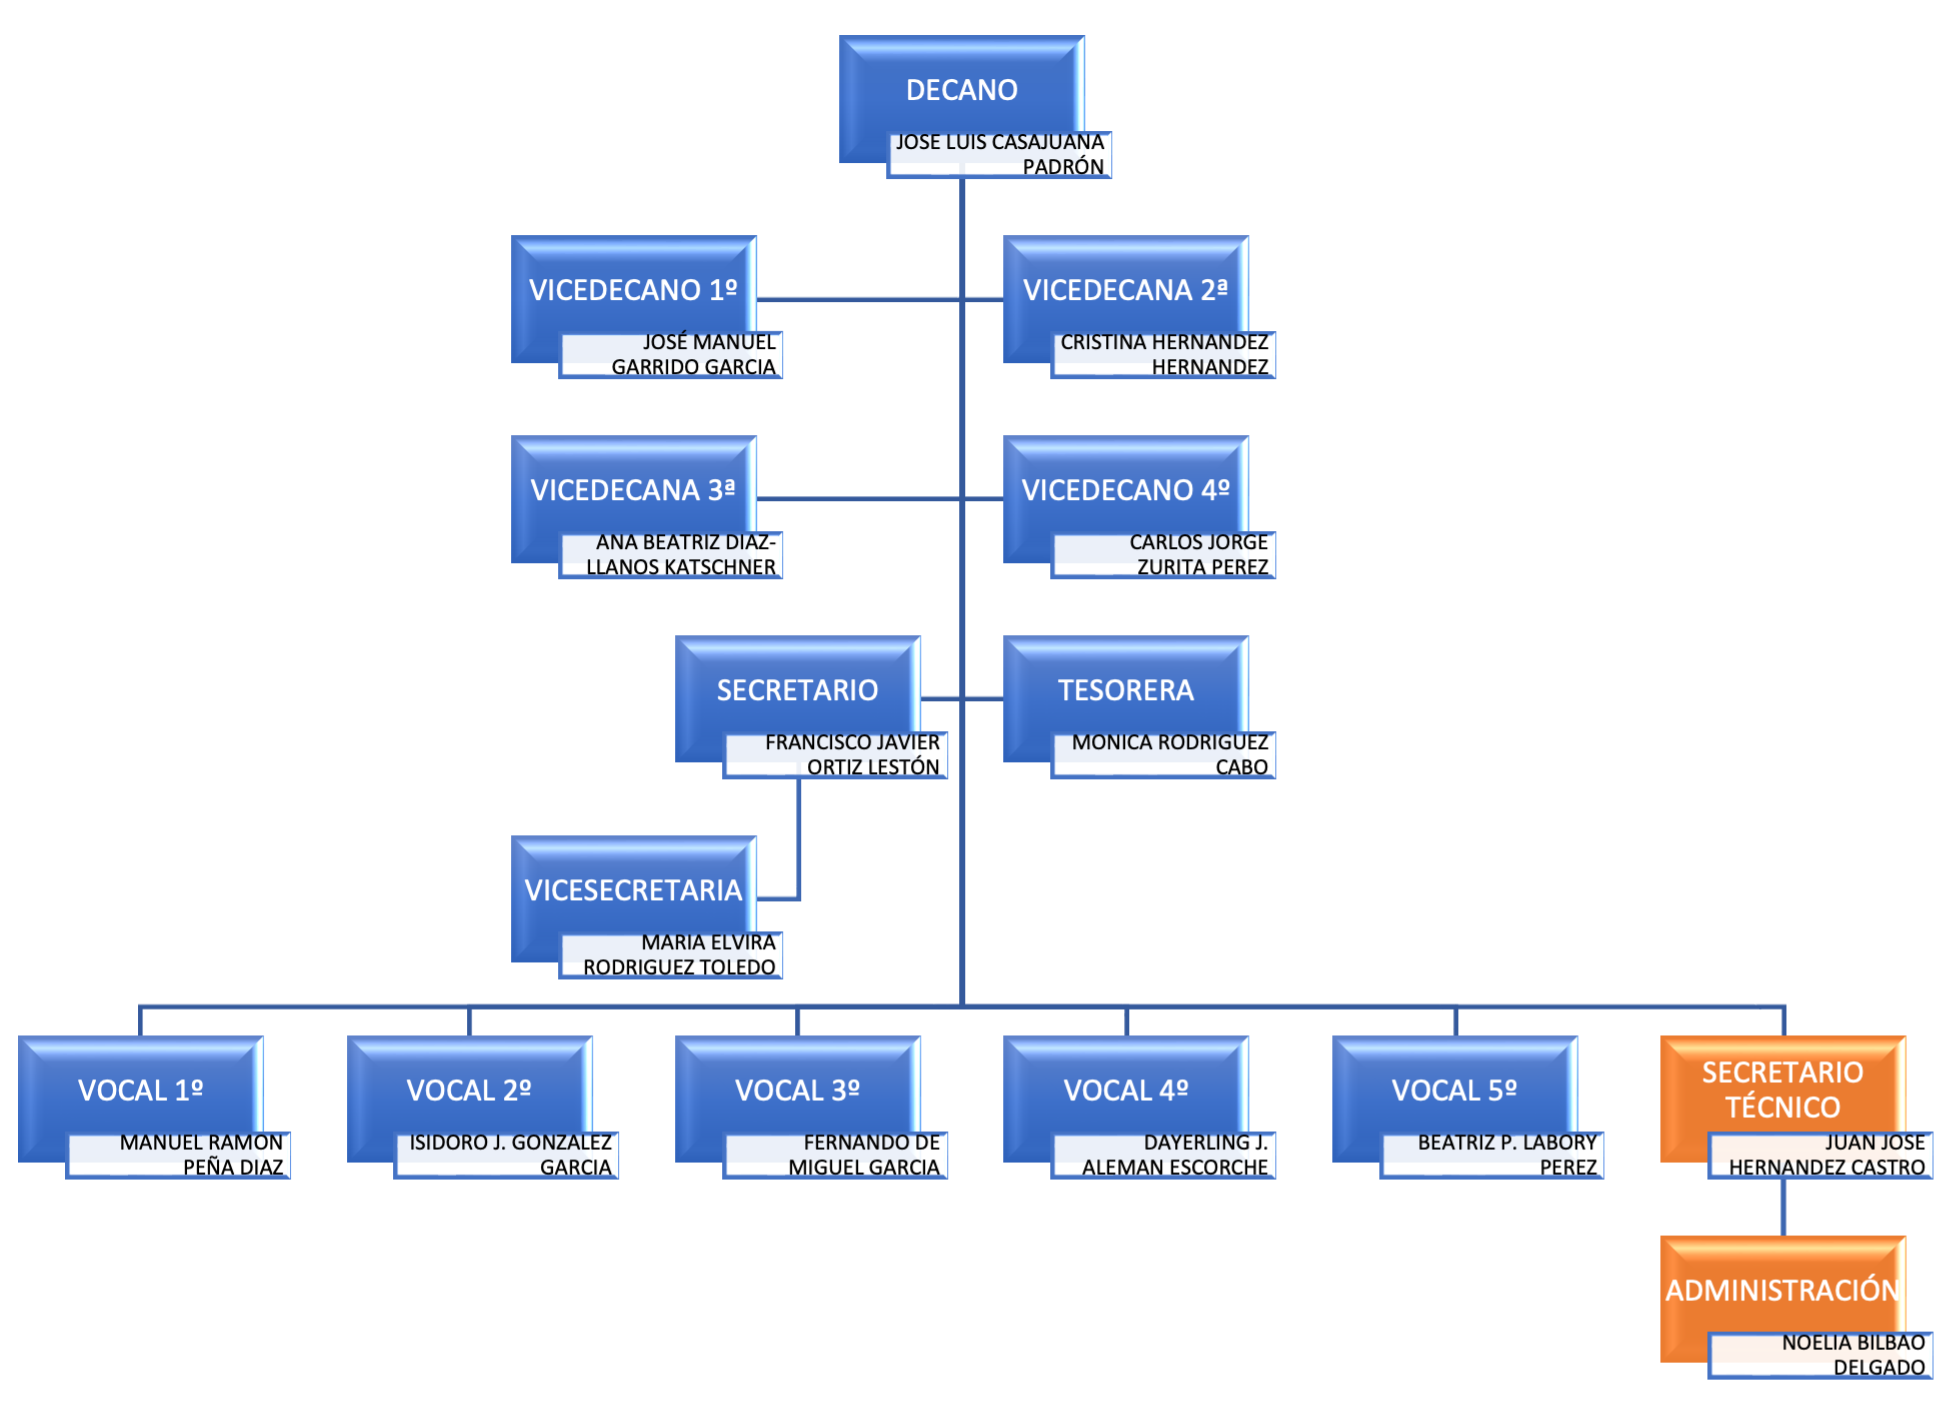 DECANO
JOSE LUIS CASAJUANA
PADRÓN
VICEDECANO 1º
JOSÉ MANUEL
GARRIDO GARCIA
VICEDECANA 2ª
CRISTINA HERNANDEZ
HERNANDEZ
VICEDECANA 3ª
ANA BEATRIZ DIAZ-
LLANOS KATSCHNER
VICEDECANO 4º
CARLOS JORGE
ZURITA PEREZ
SECRETARIO
FRANCISCO JAVIER
ORTIZ LESTÓN
TESORERA
MONICA RODRIGUEZ
CABO
VICESECRETARIA
MARIA ELVIRA
RODRIGUEZ TOLEDO
VOCAL 1º
MANUEL RAMON
PEÑA DIAZ
VOCAL 2º
ISIDORO J. GONZALEZ
GARCIA
VOCAL 3º
FERNANDO DE
MIGUEL GARCIA
VOCAL 4º
DAYERLING J.
ALEMAN ESCORCHE
VOCAL 5º
BEATRIZ P. LABORY
PEREZ
SECRETARIO
TÉCNICO
JUAN JOSE
HERNANDEZ CASTRO
ADMINISTRACIÓN
NOELIA BILBAO
DELGADO